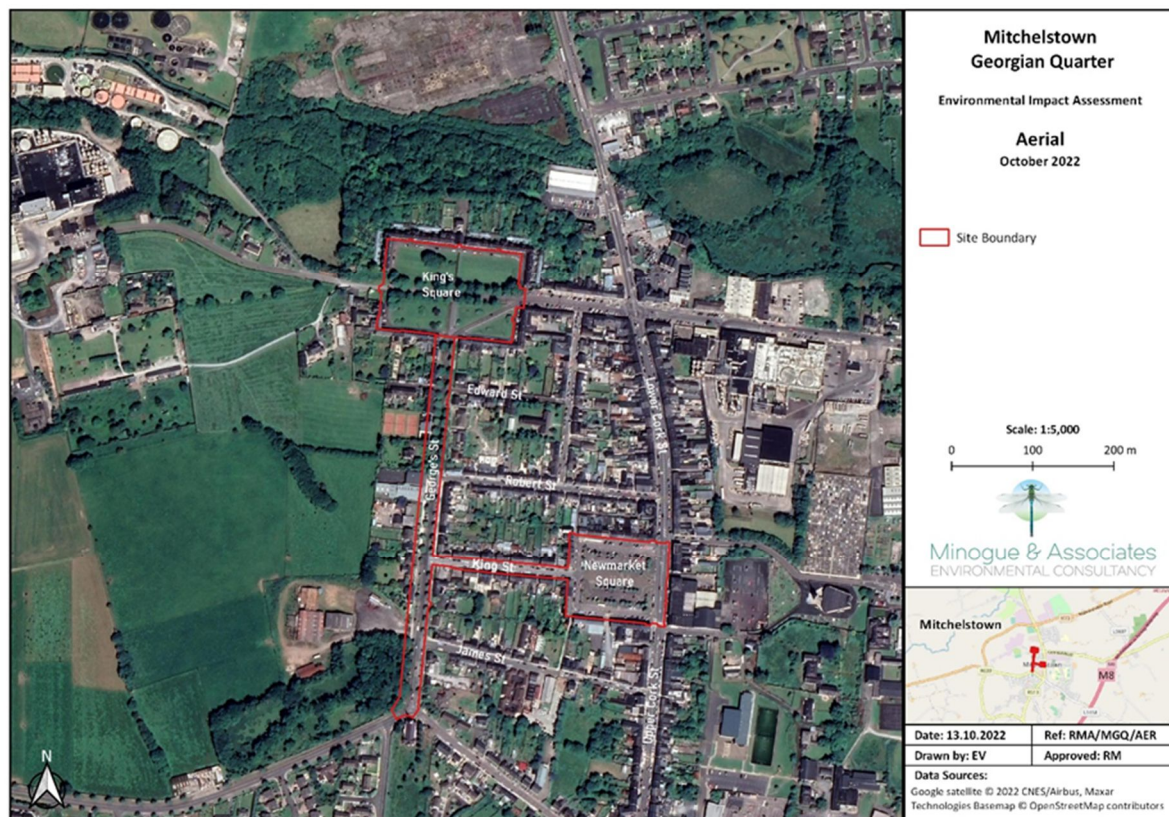 Mitchelstown
Georgian Quarter
Environmental Impact Assessment
Aerial
October 2022
Site Boundary
King's
Square
Edward St
Lower Cork St
George's St
Robert St
King St
Newmarket
Square
James St
Upper Cork St
N
Scale: 1:5,000
0 100 200 m
Minogue & Associates
ENVIRONMENTAL CONSULTANCY
Mitchelstown
M8
Date: 13.10.2022 Ref: RMA/MGQ/AER
Drawn by: EV Approved: RM
Data Sources:
Google satellite © 2022 CNES/Airbus, Maxar
Technologies Basemap © OpenStreetMap contributors